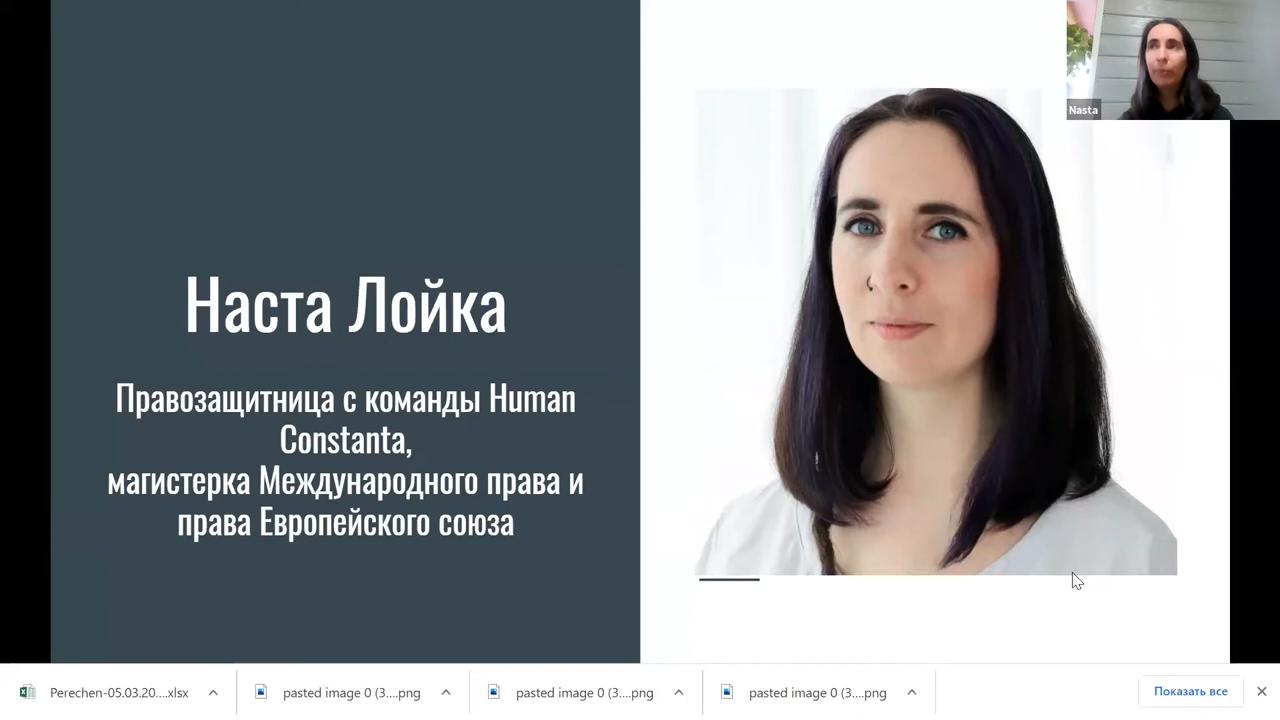 Nasta
Наста Лойка
Правозащитница с команды Human
Constanta,
магистерка Международного права и
права Европейского союза
Perechen-05.03.20....xlsx
pasted image 0 (3....png
pasted image 0 (3....png
pasted image 0 (3....png
Показать все